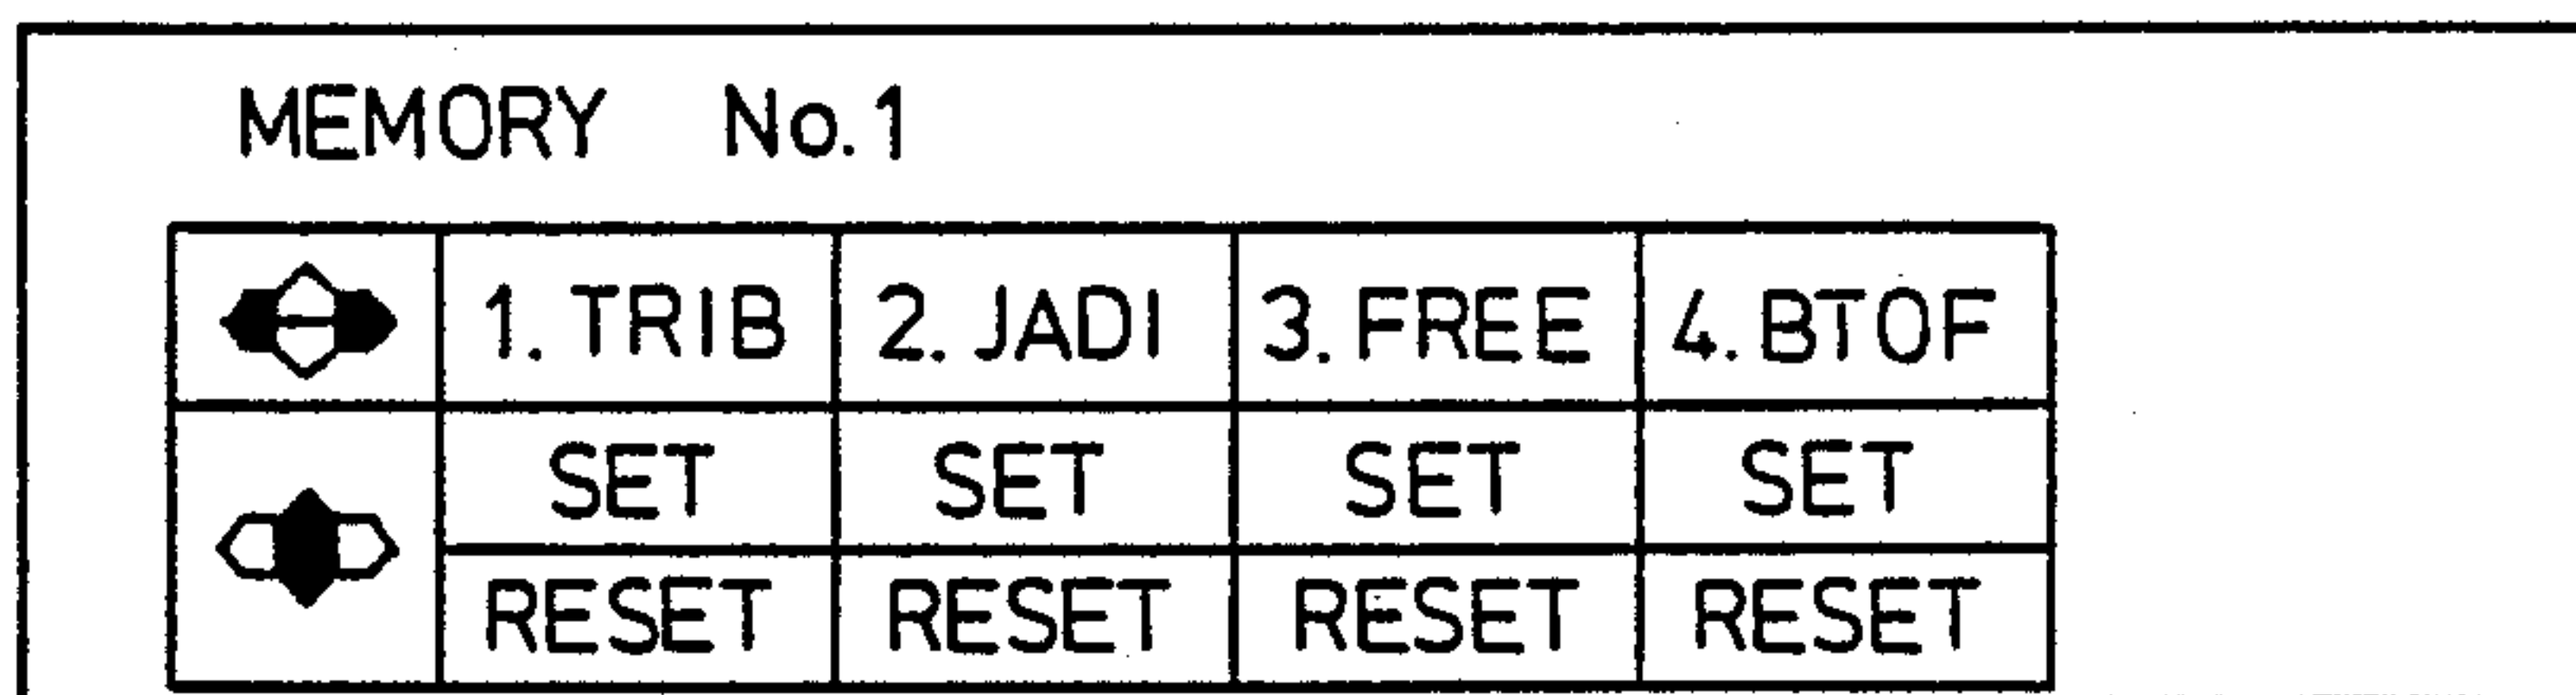 MEMORY No.1
1. TRIB 2. JADI 3. FREE 4. BTOF
SET SET SET SET
RESET RESET RESET RESET